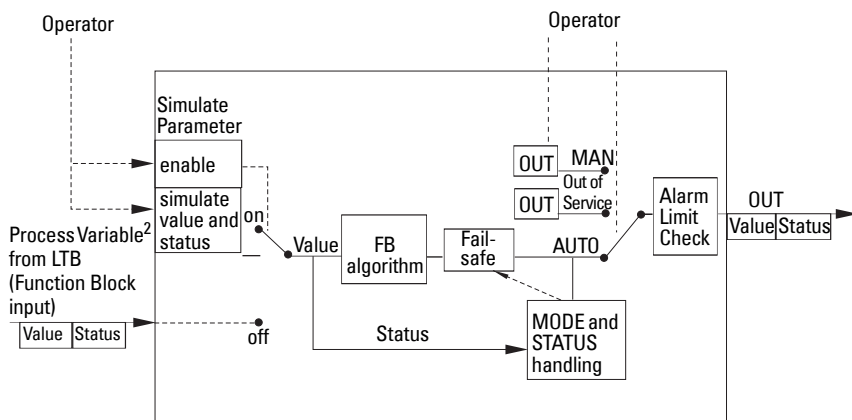 Operator
Operator
Simulate
Parameter
enable
simulate
value and
status
on
off
Process Variable²
from LTB
(Function Block
input)
Value Status
Value
Status
FB
algorithm
Fail-
safe
OUT
MAN
OUT
Out of
Service
AUTO
MODE and
STATUS
handling
Alarm
Limit
Check
OUT
Value Status